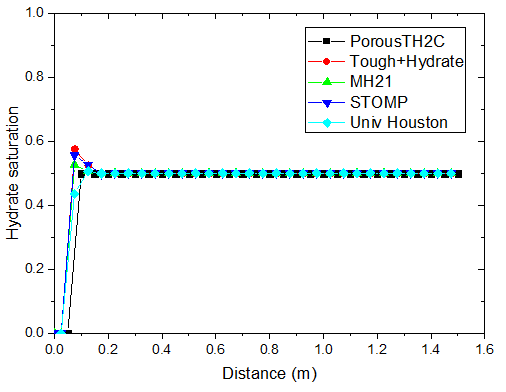 1.0
0.8
0.6
0.4
0.2
0.0
Hydrate saturation
PorousTH2C
Tough+Hydrate
MH21
STOMP
Univ Houston
0.0 0.2 0.4 0.6 0.8 1.0 1.2 1.4 1.6
Distance (m)